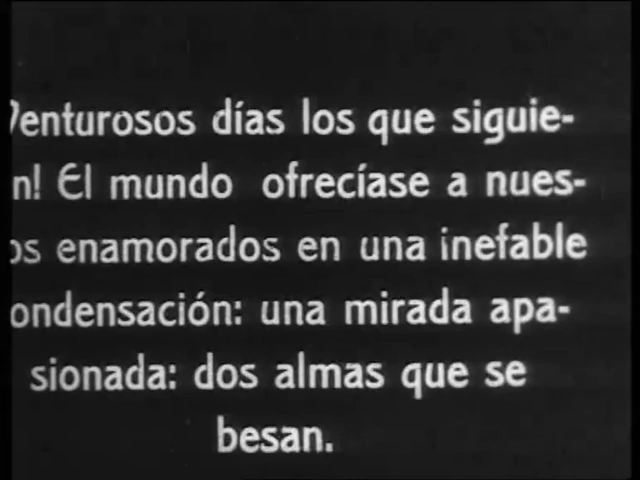 Venturosos días los que siguie-
n! El mundo ofrecíase a nues-
os enamorados en una inefable
ondensación: una mirada apa-
sionada: dos almas que se
besan.